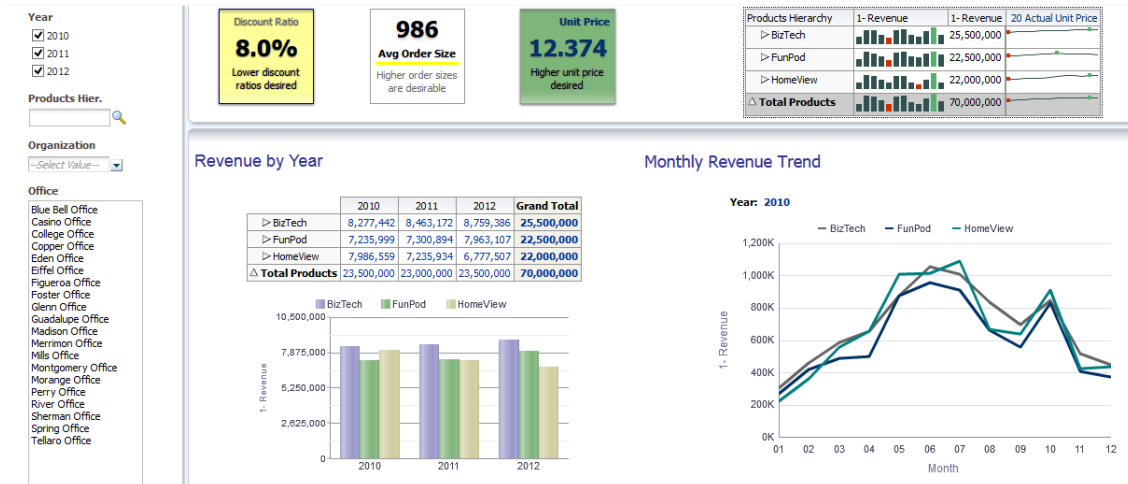 Year
2010
2011
2012
Products Hier.
Organization
--Select Value--
Office
Blue Bell Office
Casino Office
College Office
Copper Office
Eden Office
Eiffel Office
Figueroa Office
Foster Office
Glenn Office
Guadalupe Office
Madison Office
Merrimon Office
Mills Office
Montgomery Office
Morange Office
Perry Office
River Office
Sherman Office
Spring Office
Tellaro Office
Discount Ratio
8.0%
Lower discount
ratios desired
986
Avg Order Size
Higher order sizes
are desirable
Unit Price
12.374
Higher unit price
desired
Products Hierarchy 1- Revenue 1- Revenue 20 Actual Unit Price
BizTech 25,500,000
FunPod 22,500,000
HomeView 22,000,000
Total Products 70,000,000
Revenue by Year
2010 2011 2012 Grand Total
BizTech 8,277,442 8,463,172 8,759,386 25,500,000
FunPod 7,235,999 7,300,894 7,963,107 22,500,000
HomeView 7,986,559 7,235,934 6,777,507 22,000,000
Total Products 23,500,000 23,000,000 23,500,000 70,000,000
BizTech FunPod HomeView
10,500,000
7,875,000
5,250,000
2,625,000
0
1- Revenue
2010 2011 2012
Monthly Revenue Trend
Year: 2010
BizTech FunPod HomeView
1,200K
1,000K
800K
600K
400K
200K
0K
1- Revenue
01 02 03 04 05 06 07 08 09 10 11 12
Month